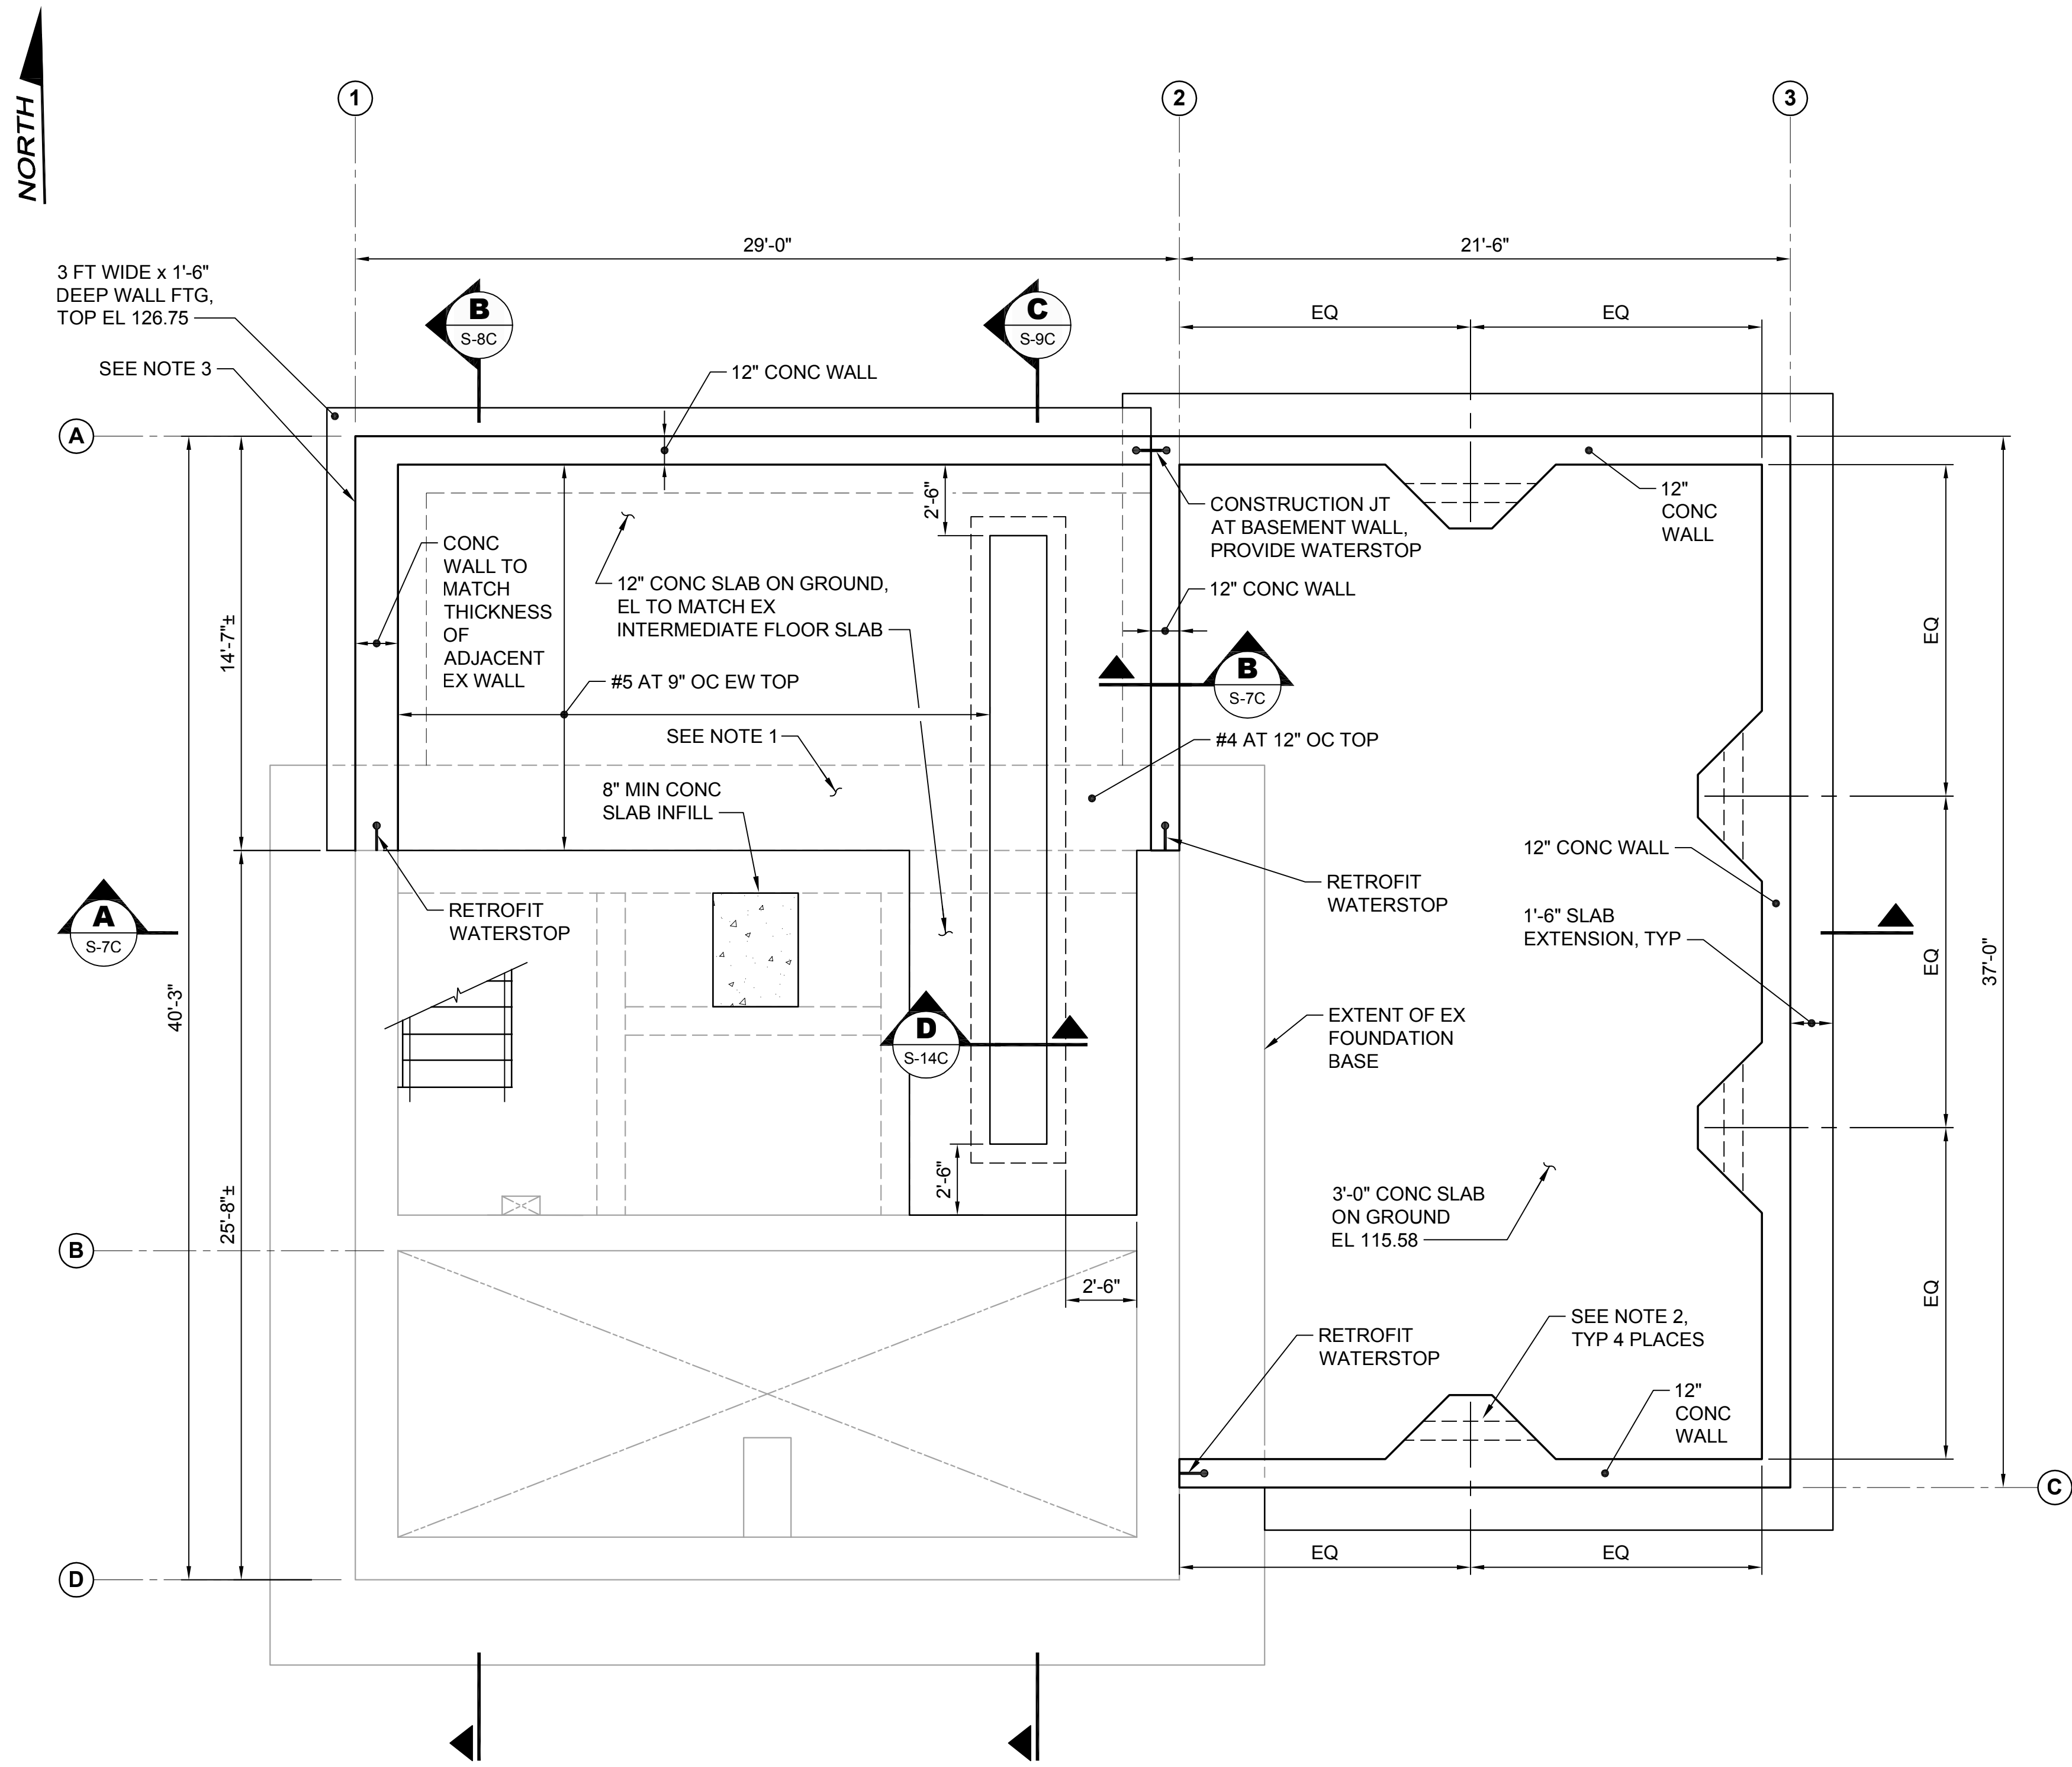 NORTH
1
2
3
29'-0"
21'-6"
3 FT WIDE x 1'-6"
DEEP WALL FTG,
TOP EL 126.75
B
S-8C
C
S-9C
EQ
EQ
SEE NOTE 3
12" CONC WALL
A
2'-6"
CONSTRUCTION JT
AT BASEMENT WALL,
PROVIDE WATERSTOP
12"
CONC
WALL
CONC
WALL TO
MATCH
THICKNESS
OF
ADJACENT
EX WALL
12" CONC SLAB ON GROUND,
EL TO MATCH EX
INTERMEDIATE FLOOR SLAB
12" CONC WALL
14'-7"±
EQ
#5 AT 9" OC EW TOP
B
S-7C
SEE NOTE 1
#4 AT 12" OC TOP
8" MIN CONC
SLAB INFILL
12" CONC WALL
RETROFIT
WATERSTOP
RETROFIT
WATERSTOP
1'-6" SLAB
EXTENSION, TYP
A
S-7C
EQ
37'-0"
40'-3"
D
S-14C
EXTENT OF EX
FOUNDATION
BASE
2'-6"
3'-0" CONC SLAB
ON GROUND
EL 115.58
25'-8"±
B
2'-6"
EQ
SEE NOTE 2,
TYP 4 PLACES
RETROFIT
WATERSTOP
12"
CONC
WALL
C
EQ
EQ
D